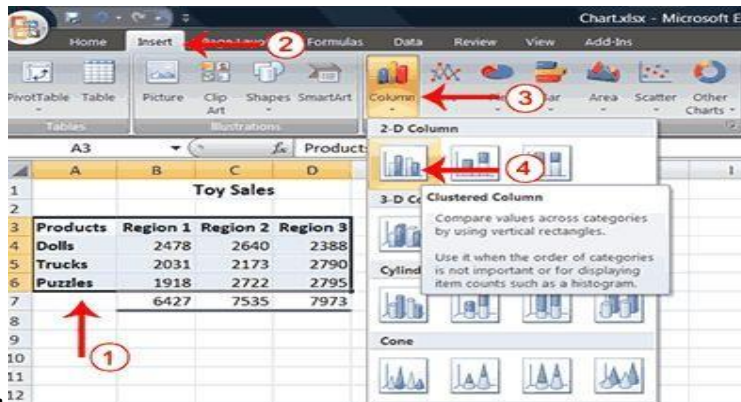 Chart.xlsx - Microsoft E
Home Insert Formulas Data Review View Add-Ins
2
PivotTable Table Picture Clip Art Shapes SmartArt Column Bar Area Scatter Other Charts
3
Tables Illustrations
2-D Column
A3 fx Product
4
A B C D I
Clustered Column
Compare values across categories
by using vertical rectangles.
Use it when the order of categories
is not important or for displaying
item counts such as a histogram.
3-D Co
Cylind
Cone
1 Toy Sales
2
3 Products Region 1 Region 2 Region 3
4 Dolls 2478 2640 2388
5 Trucks 2031 2173 2790
6 Puzzles 1918 2722 2795
7 6427 7535 7973
8
9
10
1
11
12